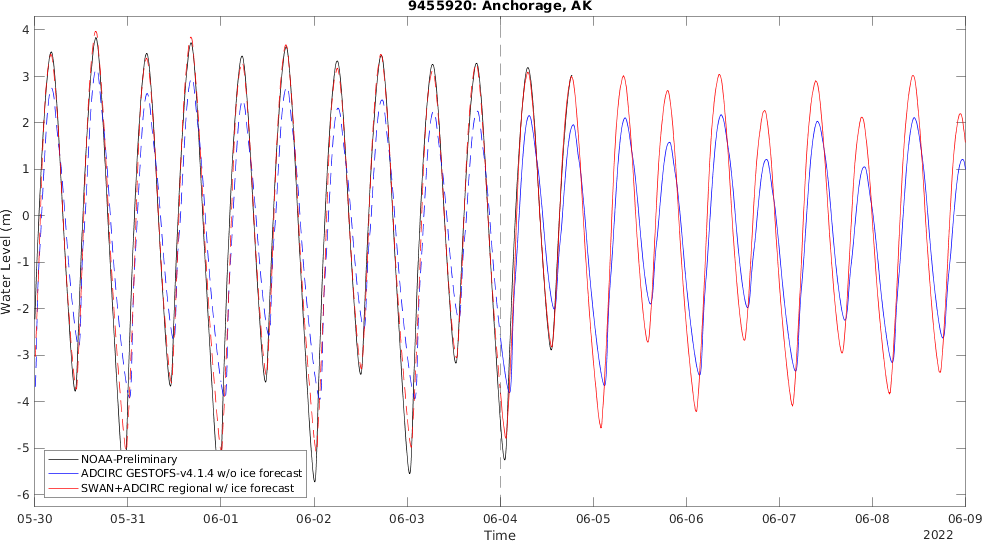 9455920: Anchorage, AK
Water Level (m)
4
3
2
1
0
-1
-2
-3
-4
-5
-6
NOAA-Preliminary
ADCIRC GESTOFS-v4.1.4 w/o ice forecast
SWAN+ADCIRC regional w/ ice forecast
05-30 05-31 06-01 06-02 06-03 06-04 06-05 06-06 06-07 06-08 06-09
Time
2022